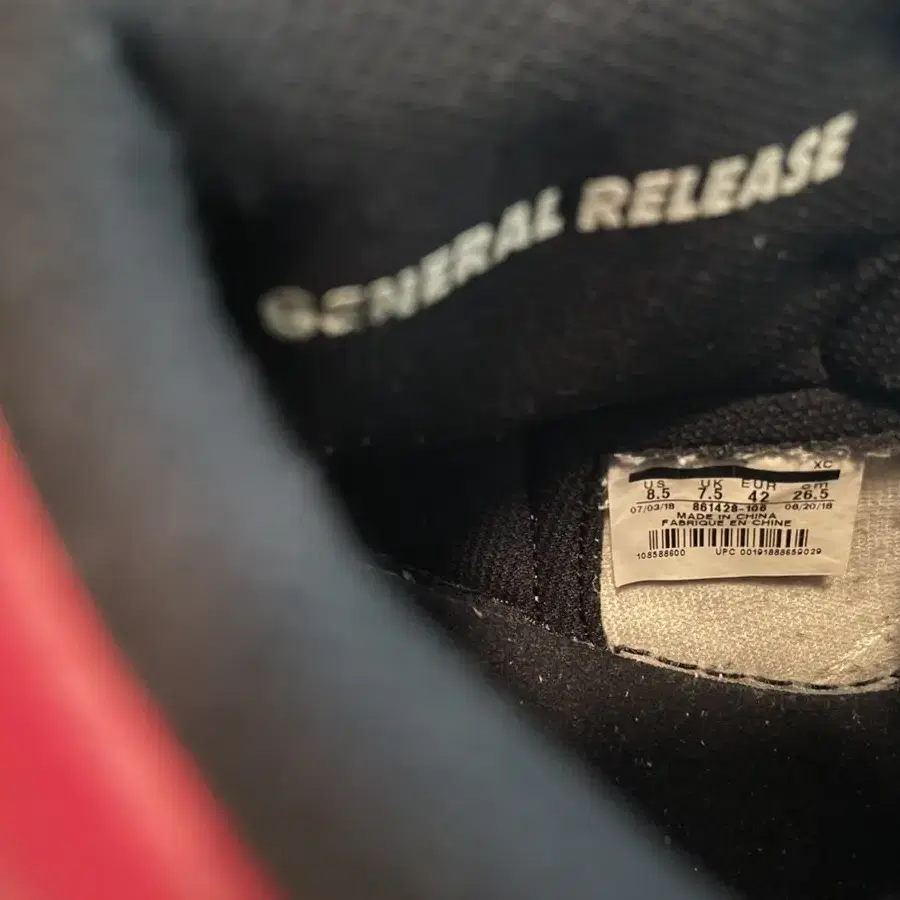 GENERAL RELEASE
XC
US UK EUR cm
8.5 7.5 42 26.5
07/03/18 861428-106 08/20/18
MADE IN CHINA
FABRIQUE EN CHINE
108588600 UPC 00191888659029